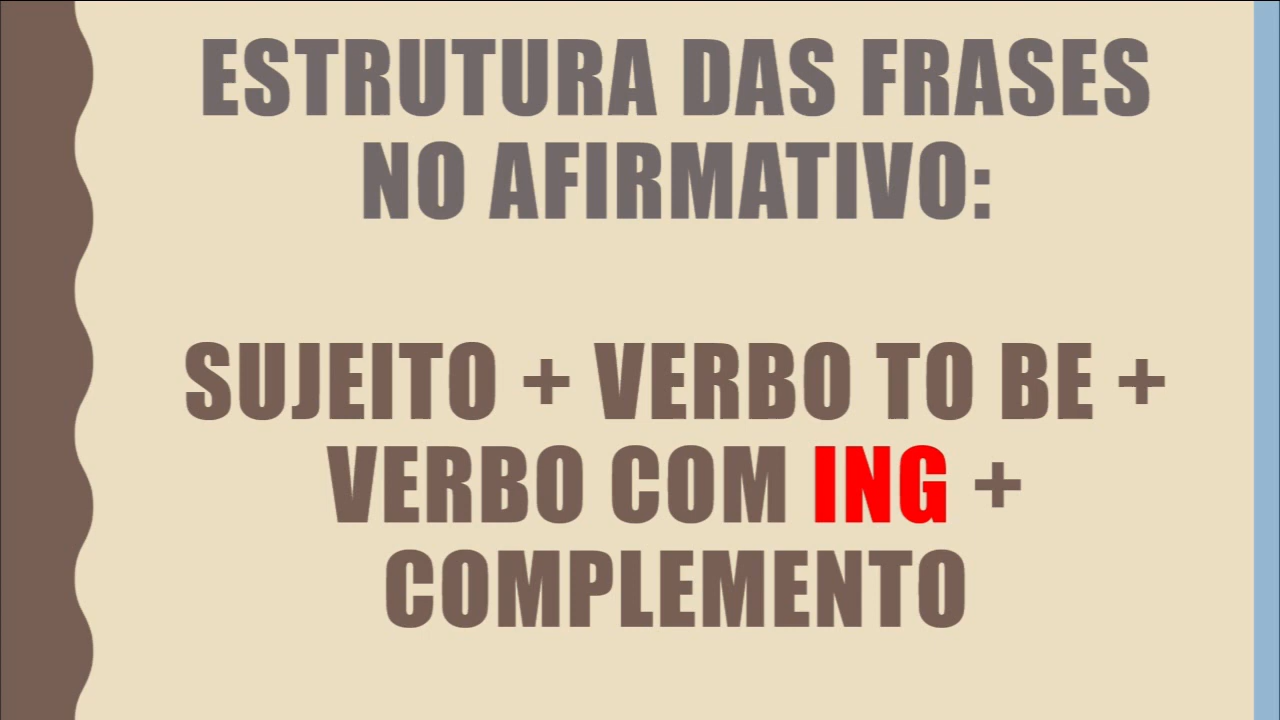 ESTRUTURA DAS FRASES
NO AFIRMATIVO:
SUJEITO + VERBO TO BE +
VERBO COM ING +
COMPLEMENTO